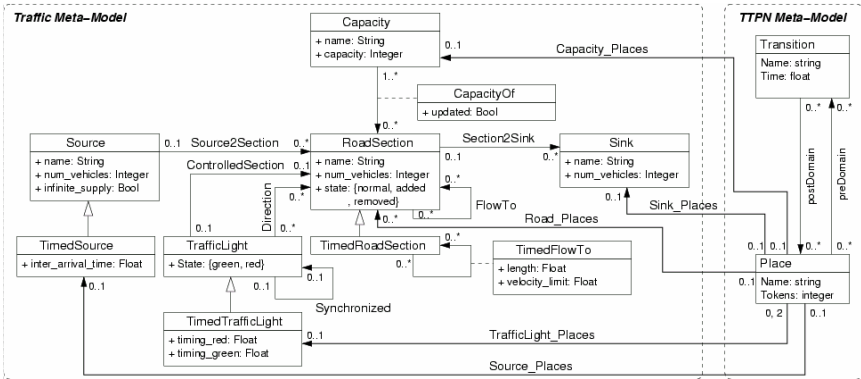 Traffic Meta-Model
TTPN Meta-Model
Capacity
+ name: String
+ capacity: Integer
0..1
Capacity_Places
Transition
Name: string
Time: float
1..*
CapacityOf
+ updated: Bool
0..*
0..*
0..*
Source
+ name: String
+ num_vehicles: Integer
+ infinite_supply: Bool
0..1
Source2Section
0..*
RoadSection
+ name: String
+ num_vehicles: Integer
+ state: {normal, added
, removed}
Section2Sink
0..1
0..*
Sink
+ name: String
+ num_vehicles: Integer
ControlledSection
0..1
Direction
0..*
0..*
0..*
0..*
FlowTo
Road_Places
0..1
Sink_Places
postDomain
preDomain
0..1
0..*
TimedSource
+ inter_arrival_time: Float
0..1
TrafficLight
+ State: {green, red}
0..1
0..1
Synchronized
TimedRoadSection
0..*
0..*
TimedFlowTo
+ length: Float
+ velocity_limit: Float
0..1
0..1
0..*
0..*
0..1
Place
Name: string
Tokens: integer
0, 2
0..1
TimedTrafficLight
+ timing_red: Float
+ timing_green: Float
0..1
TrafficLight_Places
Source_Places